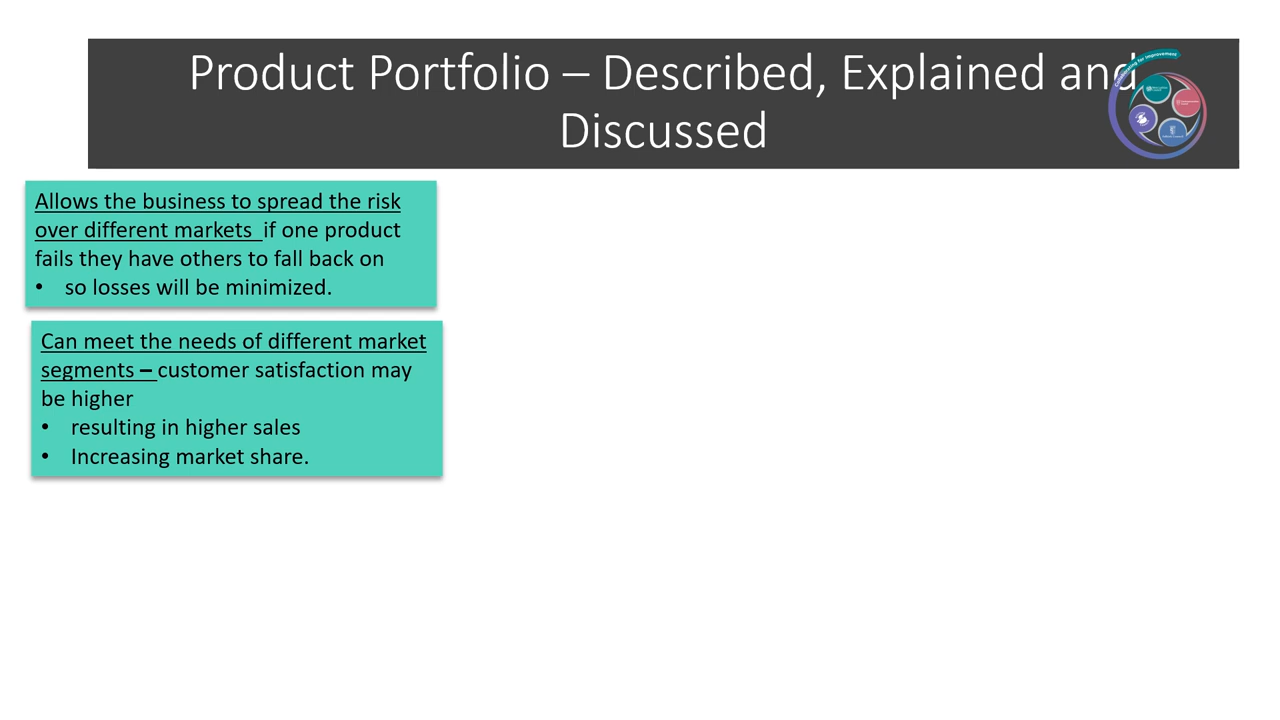 Product Portfolio – Described, Explained and
Discussed
Allows the business to spread the risk
over different markets if one product
fails they have others to fall back on
• so losses will be minimized.
Can meet the needs of different market
segments – customer satisfaction may
be higher
• resulting in higher sales
• Increasing market share.